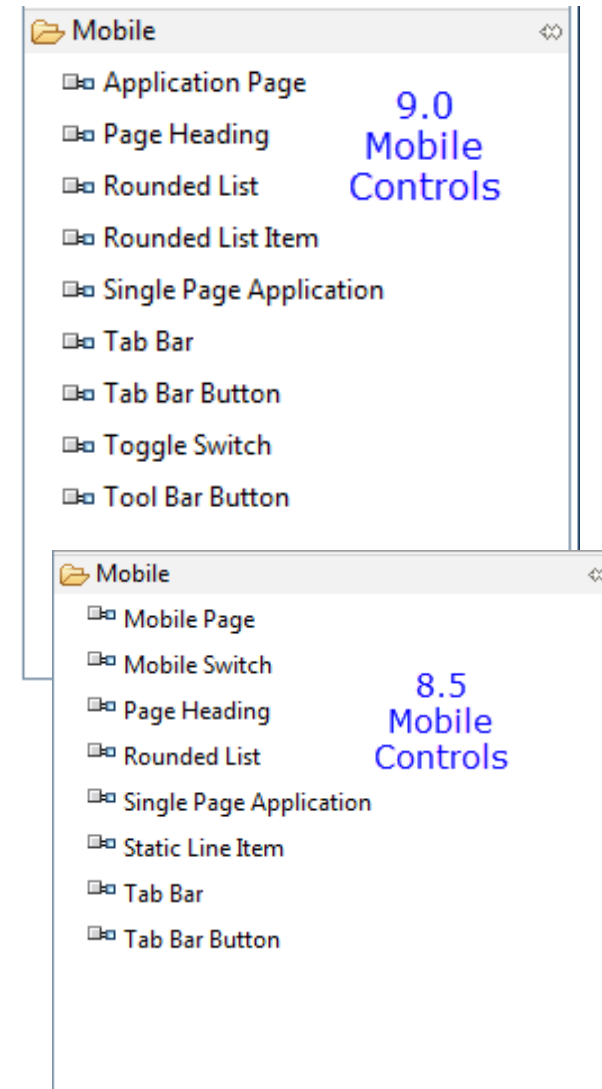 Mobile
Application Page
Page Heading
Rounded List
Rounded List Item
Single Page Application
Tab Bar
Tab Bar Button
Toggle Switch
Tool Bar Button
9.0
Mobile
Controls
Mobile
Mobile Page
Mobile Switch
Page Heading
Rounded List
Single Page Application
Static Line Item
Tab Bar
Tab Bar Button
8.5
Mobile
Controls